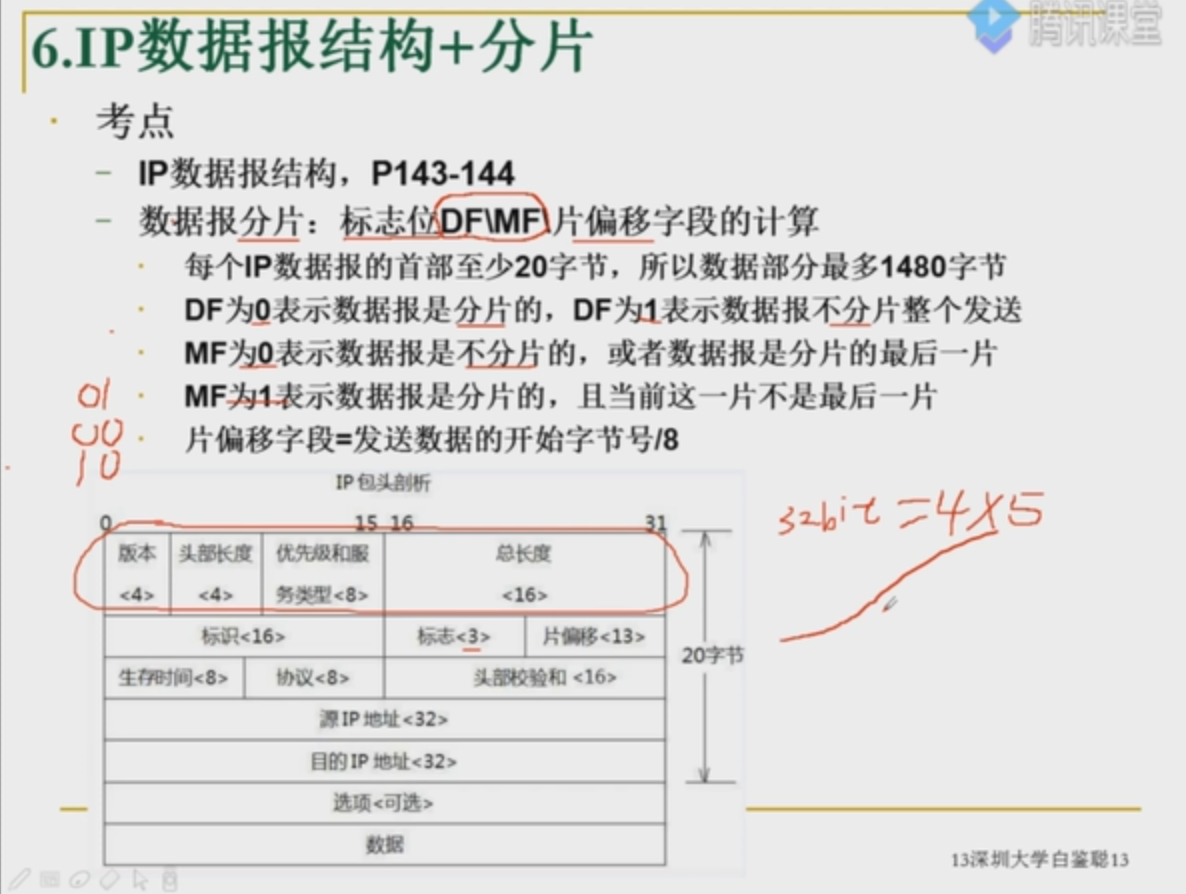 6.IP数据报结构+分片
腾讯课堂
· 考点
– IP数据报结构，P143-144
– 数据报分片：标志位DF\MF\片偏移字段的计算
· 每个IP数据报的首部至少20字节，所以数据部分最多1480字节
· DF为0表示数据报是分片的，DF为1表示数据报不分片整个发送
· MF为0表示数据报是不分片的，或者数据报是分片的最后一片
· MF为1表示数据报是分片的，且当前这一片不是最后一片
· 片偏移字段=发送数据的开始字节号/8
01
00
10
IP包头剖析
0 15 16 31
32bit =4×5
版本 头部长度 优先级和服 总长度
<4> <4> 务类型<8> <16>
标识<16> 标志<3> 片偏移<13>
20字节
生存时间<8> 协议<8> 头部校验和 <16>
源IP地址<32>
目的IP地址<32>
选项<可选>
数据
13深圳大学白鉴聪13